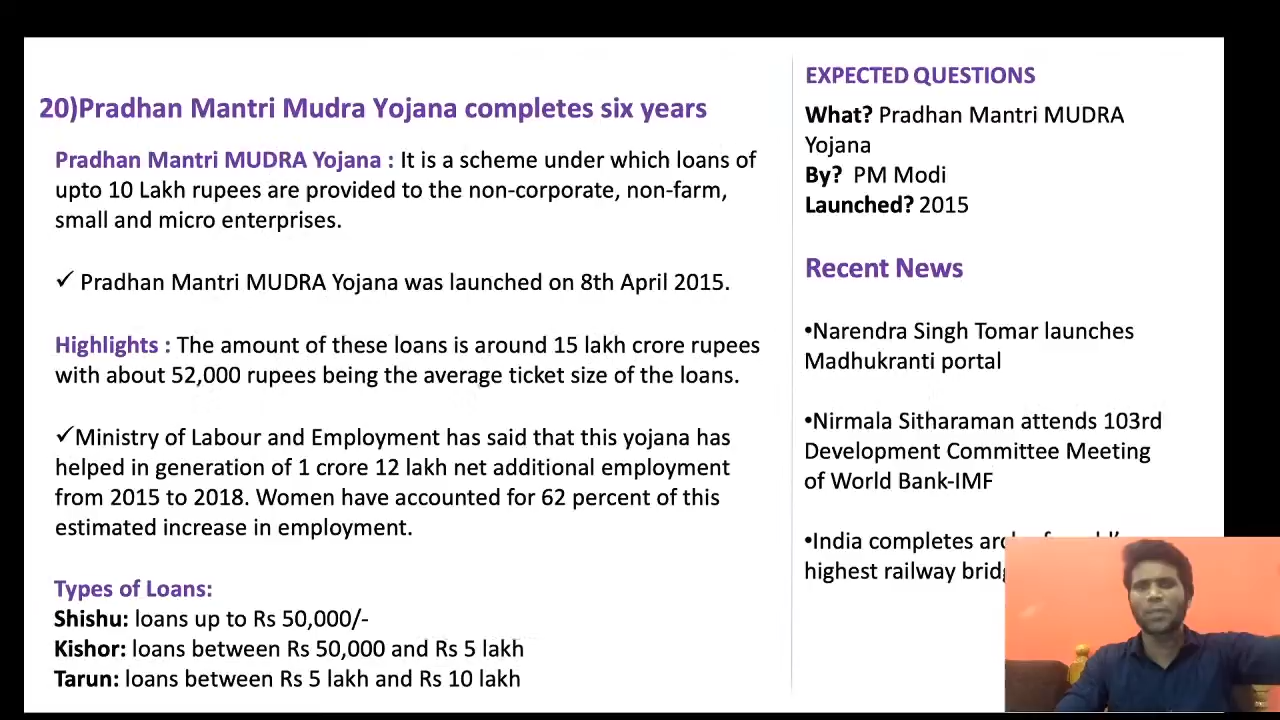 20)Pradhan Mantri Mudra Yojana completes six years
Pradhan Mantri MUDRA Yojana : It is a scheme under which loans of
upto 10 Lakh rupees are provided to the non-corporate, non-farm,
small and micro enterprises.
✓ Pradhan Mantri MUDRA Yojana was launched on 8th April 2015.
Highlights : The amount of these loans is around 15 lakh crore rupees
with about 52,000 rupees being the average ticket size of the loans.
✓Ministry of Labour and Employment has said that this yojana has
helped in generation of 1 crore 12 lakh net additional employment
from 2015 to 2018. Women have accounted for 62 percent of this
estimated increase in employment.
Types of Loans:
Shishu: loans up to Rs 50,000/-
Kishor: loans between Rs 50,000 and Rs 5 lakh
Tarun: loans between Rs 5 lakh and Rs 10 lakh
EXPECTED QUESTIONS
What? Pradhan Mantri MUDRA
Yojana
By? PM Modi
Launched? 2015
Recent News
•Narendra Singh Tomar launches
Madhukranti portal
•Nirmala Sitharaman attends 103rd
Development Committee Meeting
of World Bank-IMF
•India completes
highest railway